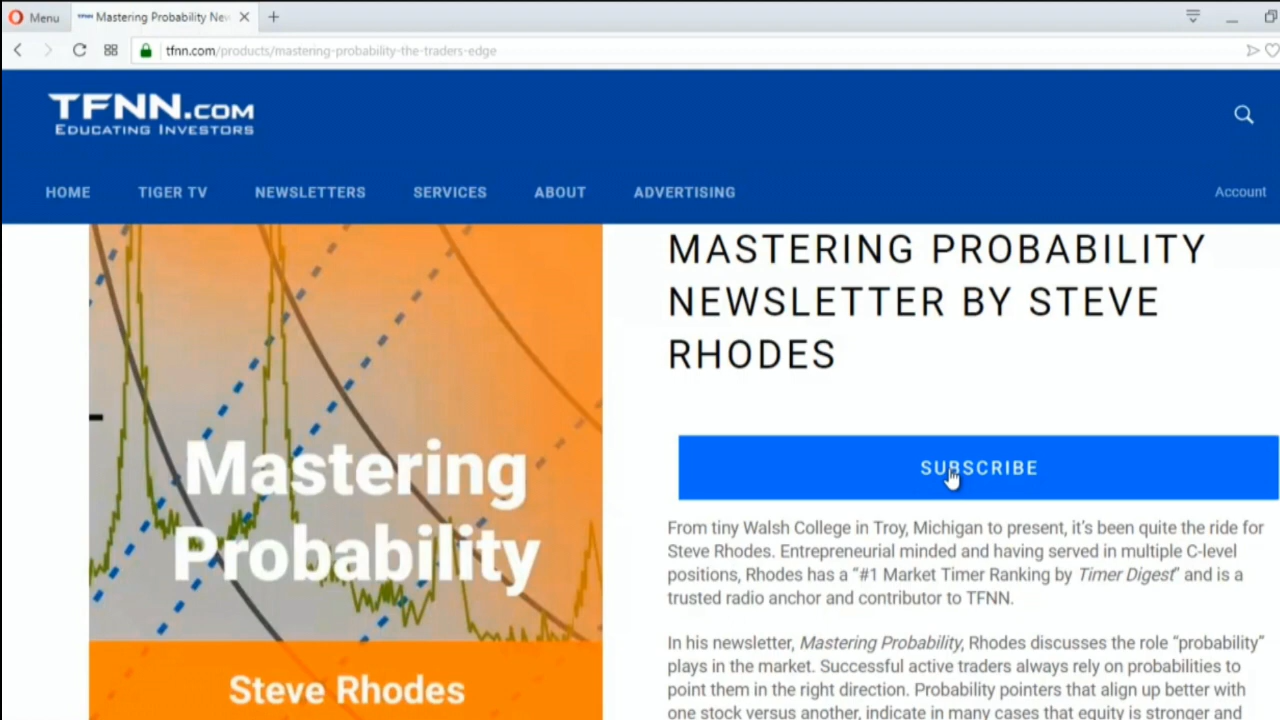 Menu
Mastering Probability Nev
tfnn.com/products/mastering-probability-the-traders-edge
TFNN.COM
EDUCATING INVESTORS
HOME TIGER TV NEWSLETTERS SERVICES ABOUT ADVERTISING Account
MASTERING PROBABILITY
NEWSLETTER BY STEVE
RHODES
SUBSCRIBE
From tiny Walsh College in Troy, Michigan to present, it's been quite the ride for
Steve Rhodes. Entrepreneurial minded and having served in multiple C-level
positions, Rhodes has a “#1 Market Timer Ranking by Timer Digest” and is a
trusted radio anchor and contributor to TFNN.
In his newsletter, Mastering Probability, Rhodes discusses the role “probability”
plays in the market. Successful active traders always rely on probabilities to
point them in the right direction. Probability pointers that align up better with
one stock versus another, indicate in many cases that equity is stronger and
Mastering
Probability
Steve Rhodes